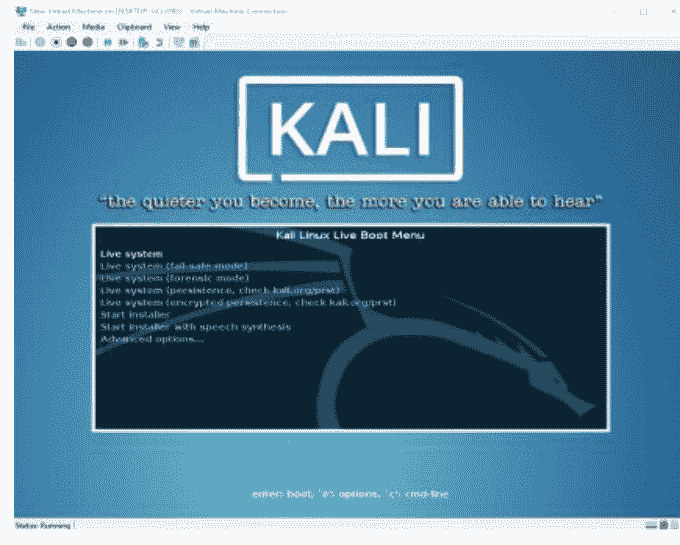 File Action Media Clipboard View Help
KALI
“the quieter you become, the more you are able to hear”
Kali Linux Live Boot Menu
Live system
Live system (fail-safe mode)
Live system (forensic mode)
Live system (persistence, check kali.org/prst)
Live system (encrypted persistence, check kali.org/prst)
Start installer
Start installer with speech synthesis
Advanced options...
enter: boot, 'e': options, 'c': cmd-line
Status: Running